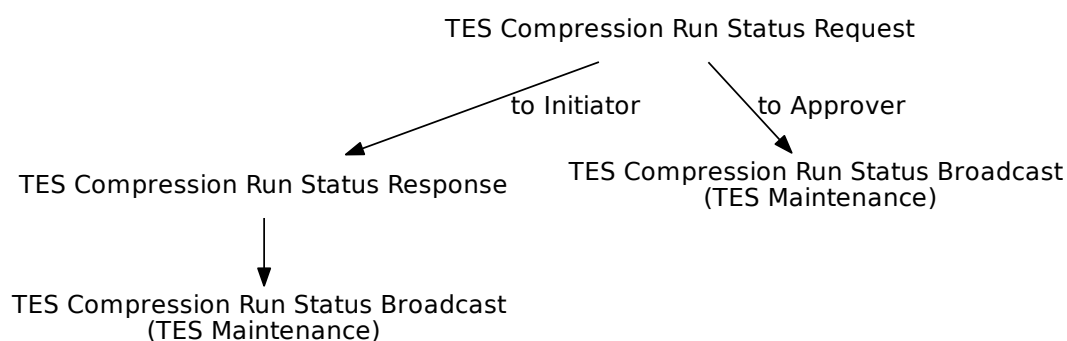 TES Compression Run Status Request
to Initiator
to Approver
TES Compression Run Status Response
TES Compression Run Status Broadcast
(TES Maintenance)
TES Compression Run Status Broadcast
(TES Maintenance)